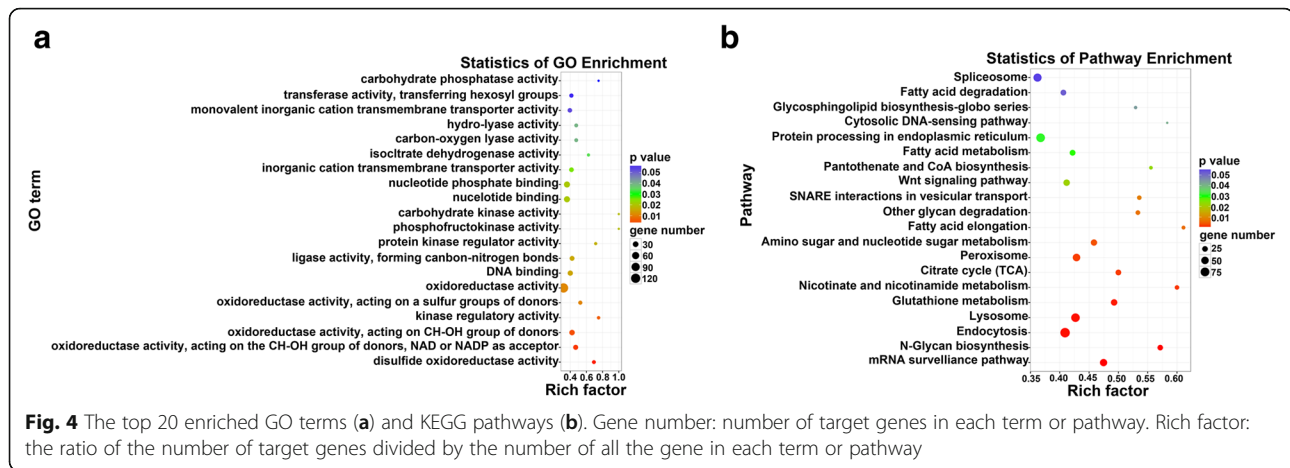 a
Statistics of GO Enrichment
GO term
carbohydrate phosphatase activity
transferase activity, transferring hexosyl groups
monovalent inorganic cation transmembrane transporter activity
hydro-lyase activity
carbon-oxygen lyase activity
isocltrate dehydrogenase activity
inorganic cation transmembrane transporter activity
nucleotide phosphate binding
nucelotide binding
carbohydrate kinase activity
phosphofructokinase activity
protein kinase regulator activity
ligase activity, forming canbon-nitrogen bonds
DNA binding
oxidoreductase activity
oxidoreductase activity, acting on a sulfur groups of donors
kinase regulatory activity
oxidoreductase activity, acting on CH-OH group of donors
oxidoreductase activity, acting on the CH-OH group of donors, NAD or NADP as acceptor
disulfide oxidoreductase activity
0.4 0.6 0.8 1.0
Rich factor
p value
0.05
0.04
0.03
0.02
0.01
gene number
30
60
90
120
b
Statistics of Pathway Enrichment
Pathway
Spliceosome
Fatty acid degradation
Glycosphingolipid biosynthesis-globo series
Cytosolic DNA-sensing pathway
Protein processing in endoplasmic reticulum
Fatty acid metabolism
Pantothenate and CoA biosynthesis
Wnt signaling pathway
SNARE interactions in vesicular transport
Other glycan degradation
Fatty acid elongation
Amino sugar and nucleotide sugar metabolism
Peroxisome
Citrate cycle (TCA)
Nicotinate and nicotinamide metabolism
Glutathione metabolism
Lysosome
Endocytosis
N-Glycan biosynthesis
mRNA survelliance pathway
0.35 0.40 0.45 0.50 0.55 0.60
Rich factor
p value
0.05
0.04
0.03
0.02
0.01
gene number
25
50
75
Fig. 4 The top 20 enriched GO terms (a) and KEGG pathways (b). Gene number: number of target genes in each term or pathway. Rich factor:
the ratio of the number of target genes divided by the number of all the gene in each term or pathway